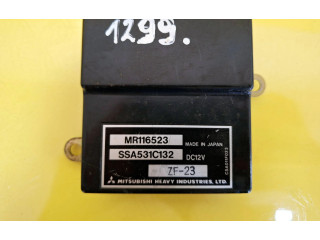 1299.
MR116523 MADE IN JAPAN
SSA531C132 DC12V
ZF-23
MITSUBISHI HEAVY INDUSTRIES, LTD.